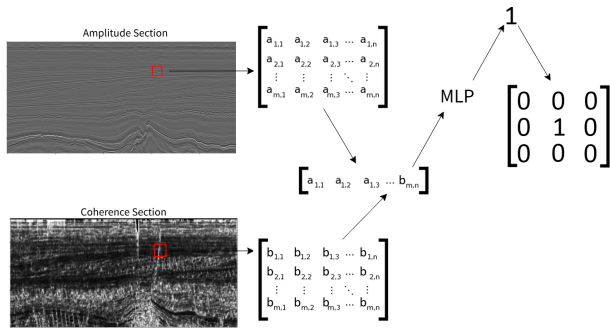 Amplitude Section
a1,1 a1,2 a1,3 ... a1,n
a2,1 a2,2 a2,3 ... a2,n
⋮ ⋮ ⋮ ⋱ ⋮
am,1 am,2 am,3 ... am,n
1
MLP
0 0 0
0 1 0
0 0 0
a1,1 a1,2 a1,3 ... bm,n
Coherence Section
b1,1 b1,2 b1,3 ... b1,n
b2,1 b2,2 b2,3 ... b2,n
⋮ ⋮ ⋮ ⋱ ⋮
bm,1 bm,2 bm,3 ... bm,n